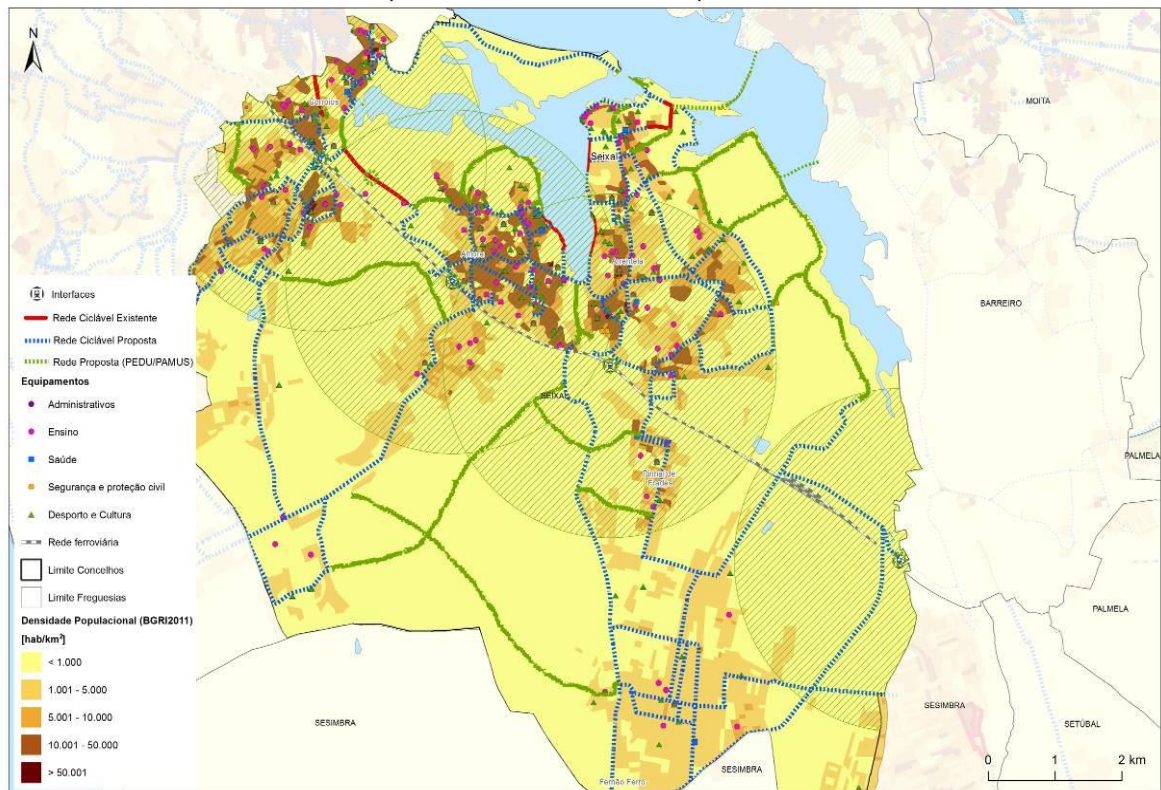 N
MOITA
Corroios
Seixal
Amora
Arrentela
BARREIRO
SEIXAL
PALMELA
Pinhal de
Frades
PALMELA
SESIMBRA
SESIMBRA
SETÚBAL
SESIMBRA
Fernão Ferro
0 1 2 km
Interfaces
Rede Ciclável Existente
Rede Ciclável Proposta
Rede Proposta (PEDU/PAMUS)
Equipamentos
Administrativos
Ensino
Saúde
Segurança e proteção civil
Desporto e Cultura
Rede ferroviária
Limite Concelhos
Limite Freguesias
Densidade Populacional (BGRI2011)
[hab/km²]
< 1.000
1.001 - 5.000
5.001 - 10.000
10.001 - 50.000
> 50.001